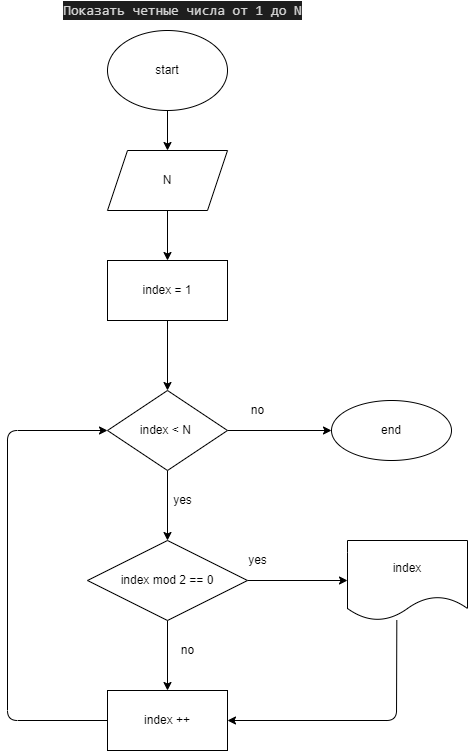 Показать четные числа от 1 до N
start
N
index = 1
index < N
no
end
yes
index mod 2 == 0
yes
index
no
index ++